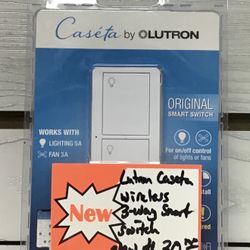 Caséta by LUTRON
ORIGINAL
SMART SWITCH
WORKS WITH
LIGHTING 5A
FAN 3A
For on/off control
of lights or fans
New
Lutron Caseta
Wireless
3-way Smart
Switch